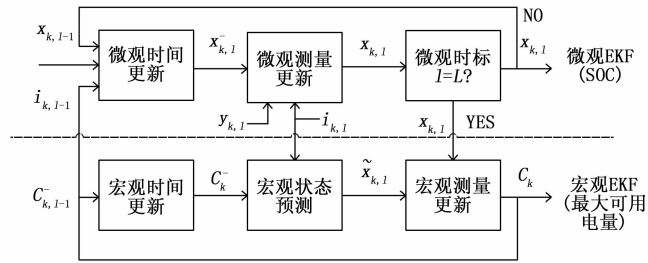 NO
x_{k, l-1}
微观时间
更新
x^-_{k, l}
微观测量
更新
x_{k, l}
微观时标
l=L?
x_{k, l}
微观EKF
(SOC)
i_{k, l-1}
y_{k, l}
i_{k, l}
x_{k, l}
YES
C^-_{k, l-1}
宏观时间
更新
C^-_k
宏观状态
预测
x̃_{k, l}
宏观测量
更新
C_k
宏观EKF
(最大可用
电量)